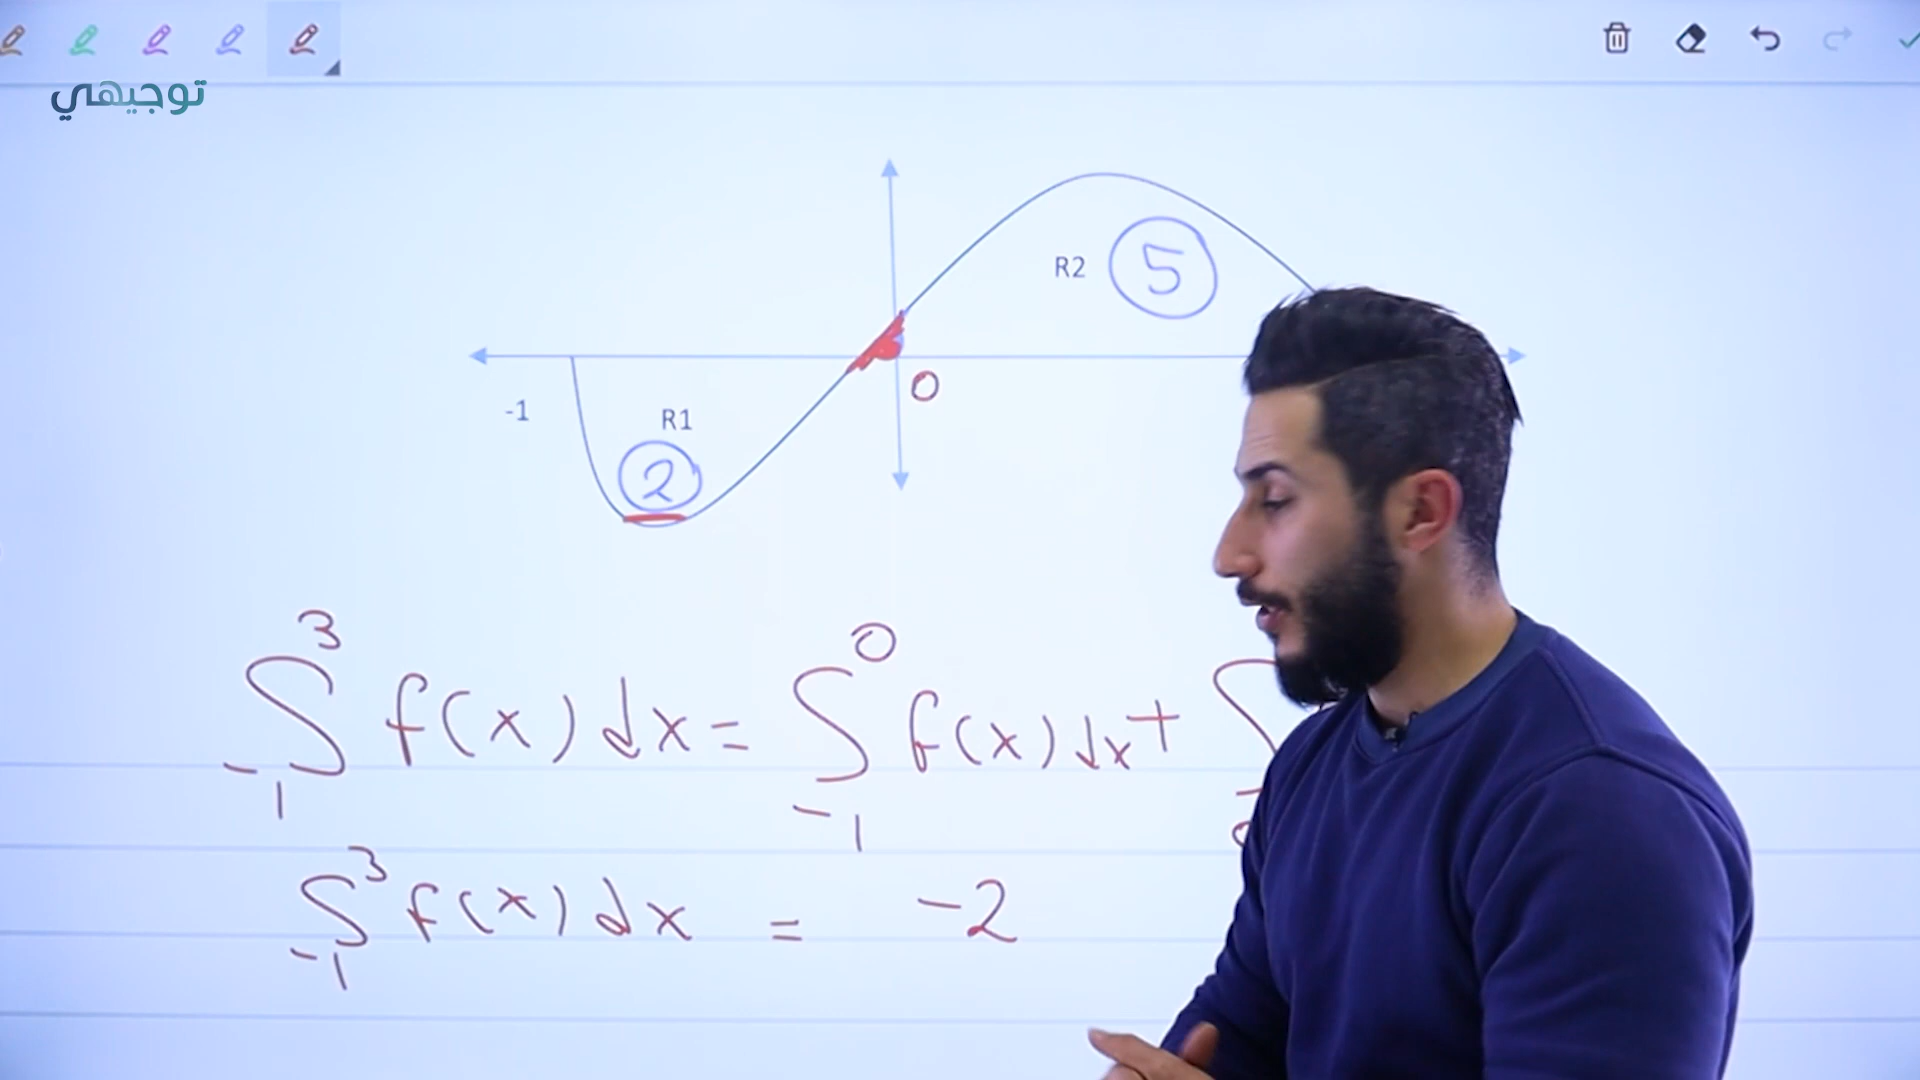 توجيهي
R2 5
0
-1 R1
2
∫₋₁³ f(x) dx = ∫₋₁⁰ f(x) dx + ∫
∫₋₁³ f(x) dx = -2